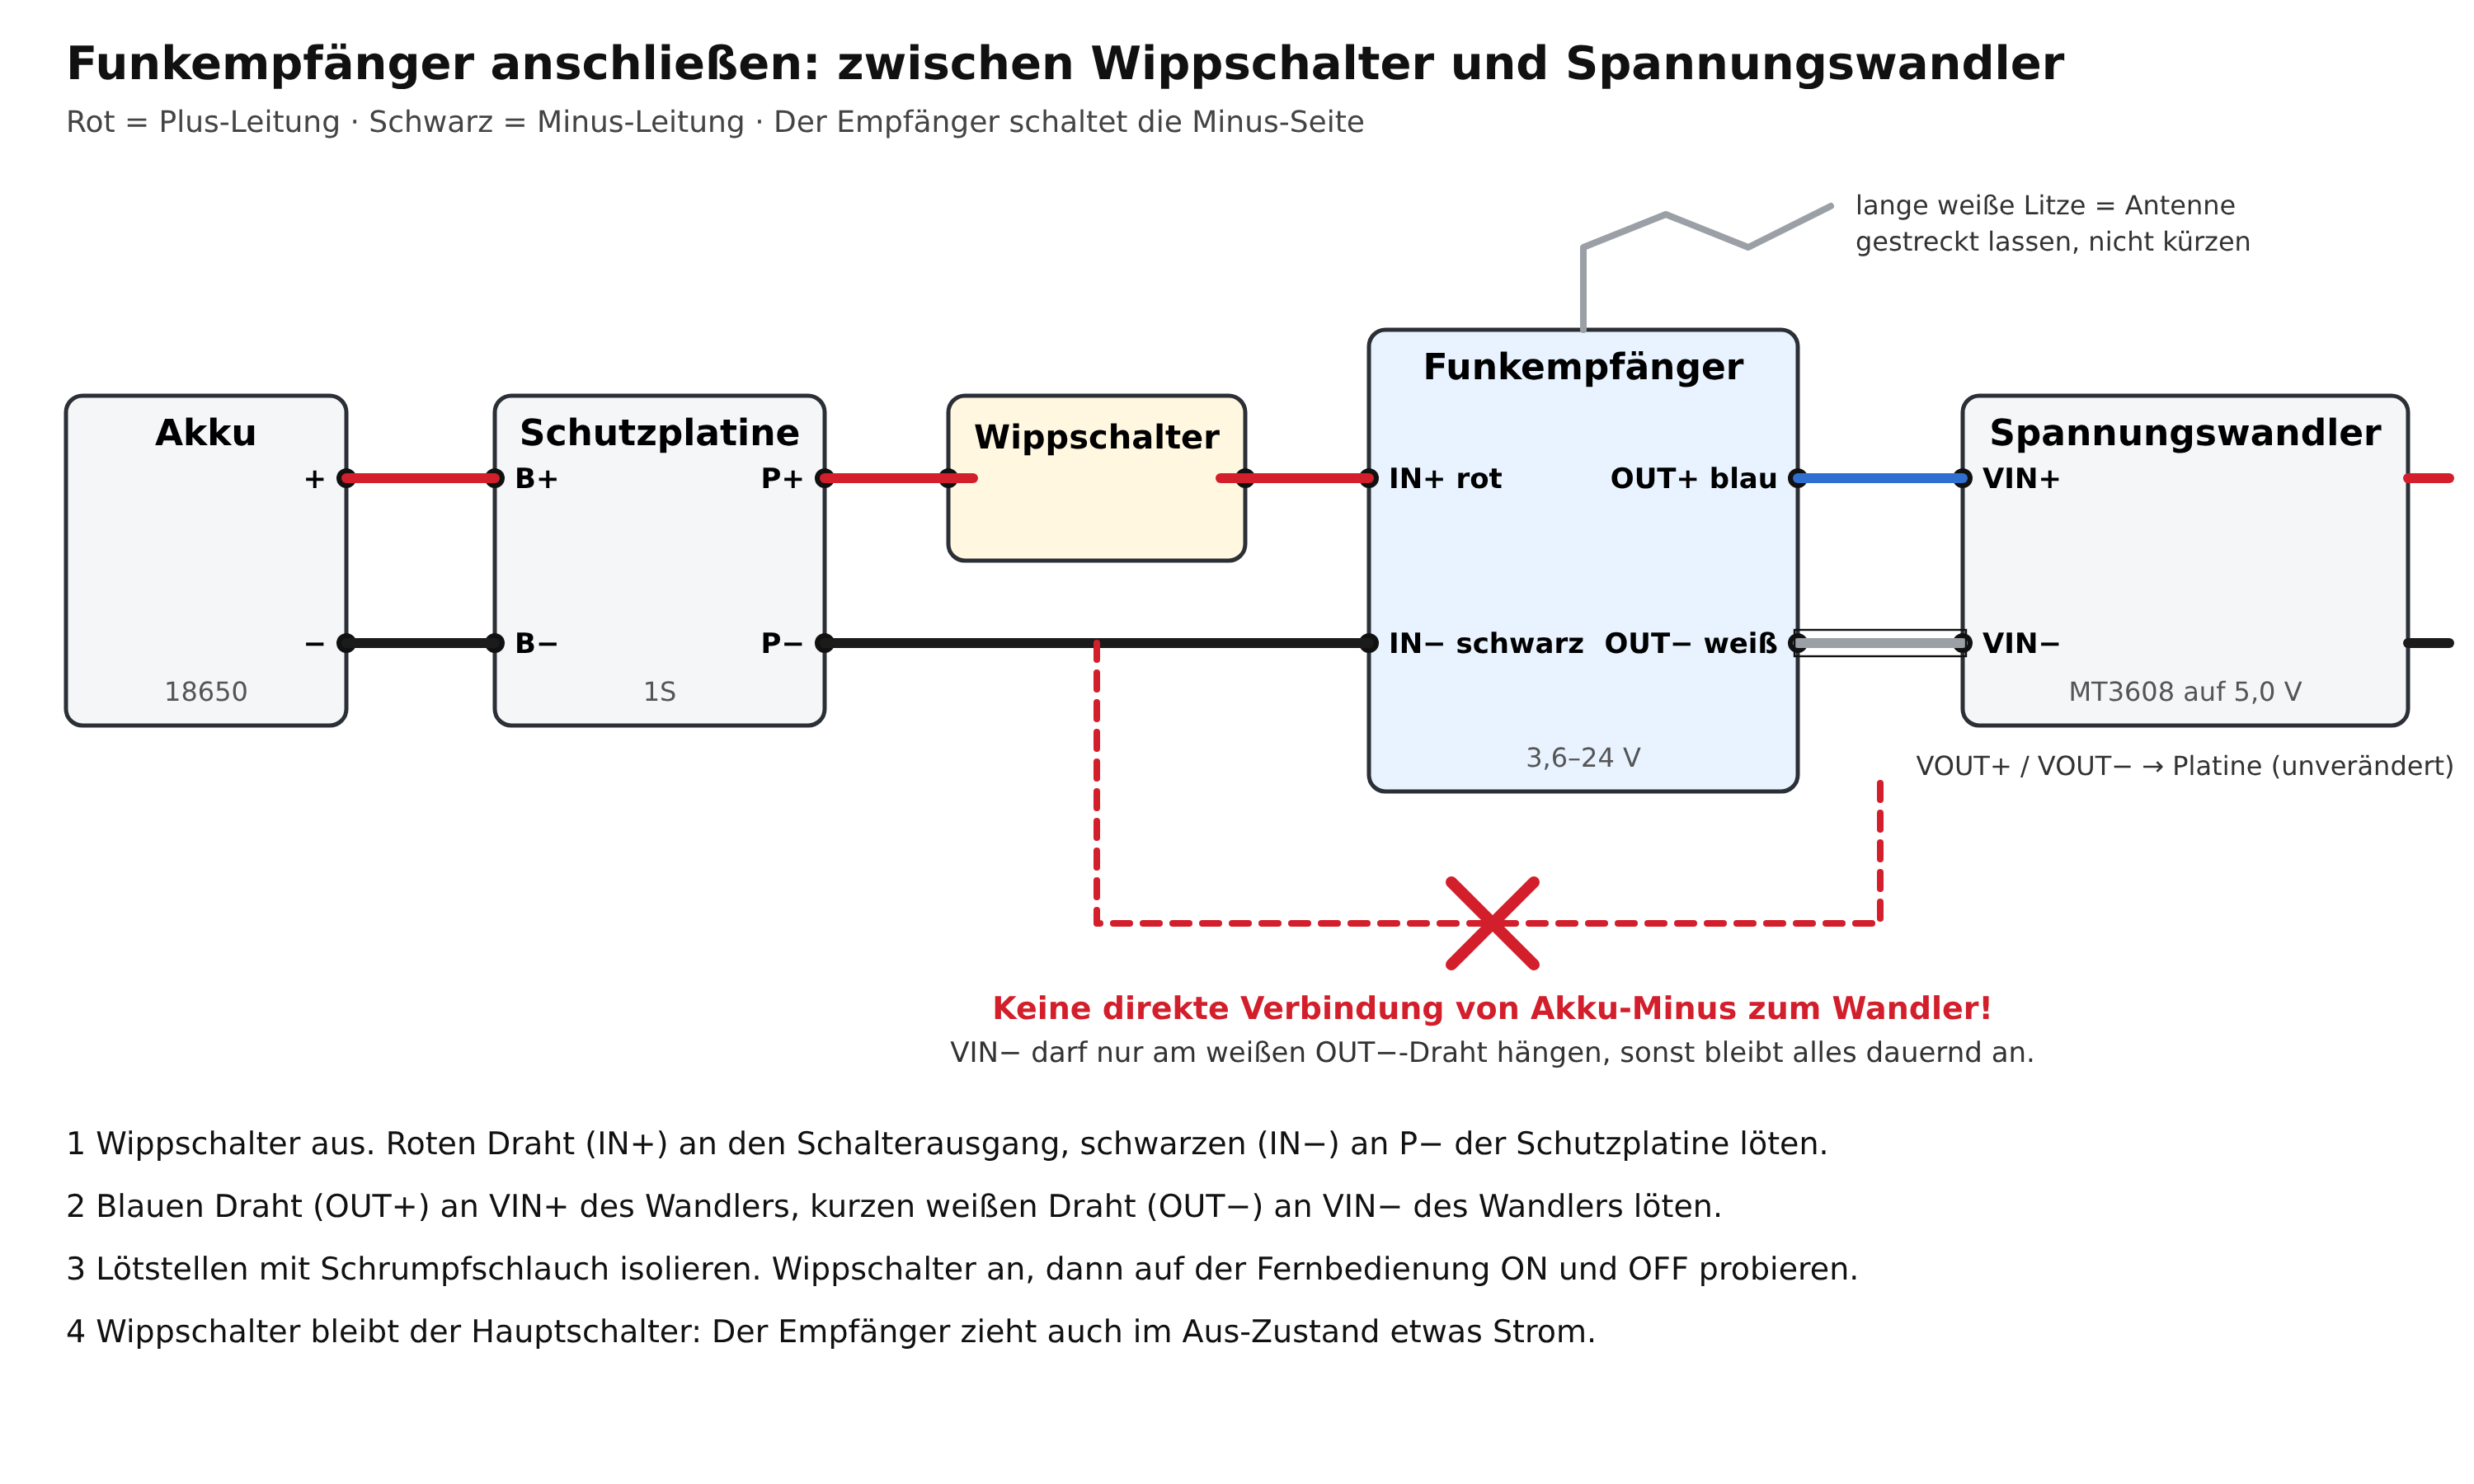 Funkempfänger anschließen: zwischen Wippschalter und Spannungswandler
Rot = Plus-Leitung · Schwarz = Minus-Leitung · Der Empfänger schaltet die Minus-Seite
lange weiße Litze = Antenne
gestreckt lassen, nicht kürzen
Akku
+
−
18650
Schutzplatine
B+
P+
B−
P−
1S
Wippschalter
Funkempfänger
IN+ rot
OUT+ blau
IN− schwarz
OUT− weiß
3,6–24 V
Spannungswandler
VIN+
VIN−
MT3608 auf 5,0 V
VOUT+ / VOUT− → Platine (unverändert)
Keine direkte Verbindung von Akku-Minus zum Wandler!
VIN− darf nur am weißen OUT−-Draht hängen, sonst bleibt alles dauernd an.
1 Wippschalter aus. Roten Draht (IN+) an den Schalterausgang, schwarzen (IN−) an P− der Schutzplatine löten.
2 Blauen Draht (OUT+) an VIN+ des Wandlers, kurzen weißen Draht (OUT−) an VIN− des Wandlers löten.
3 Lötstellen mit Schrumpfschlauch isolieren. Wippschalter an, dann auf der Fernbedienung ON und OFF probieren.
4 Wippschalter bleibt der Hauptschalter: Der Empfänger zieht auch im Aus-Zustand etwas Strom.